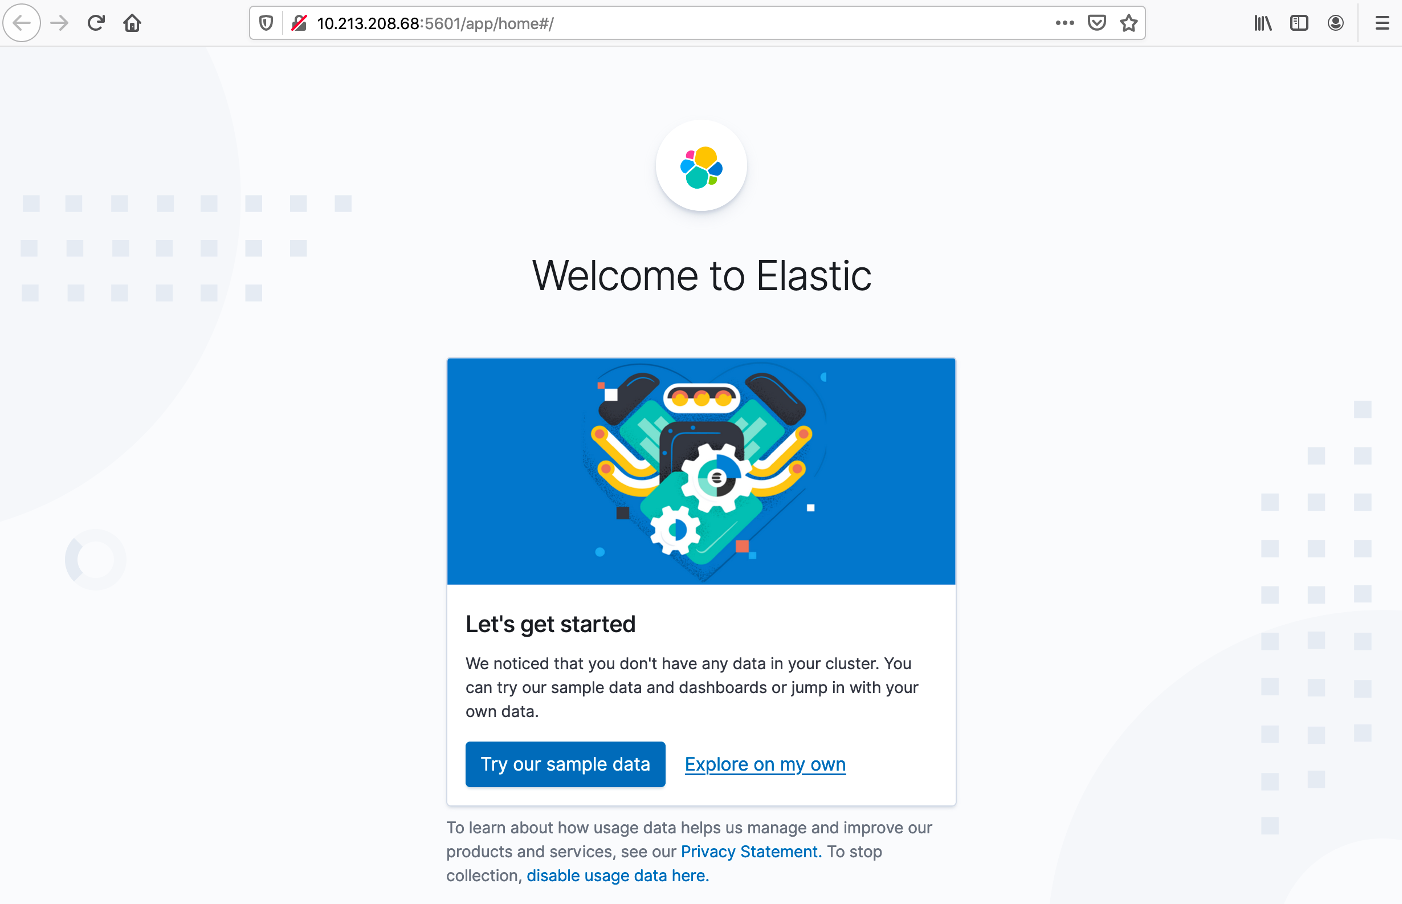 10.213.208.68:5601/app/home#/
Welcome to Elastic
Let's get started
We noticed that you don't have any data in your cluster. You
can try our sample data and dashboards or jump in with your
own data.
Try our sample data
Explore on my own
To learn about how usage data helps us manage and improve our
products and services, see our Privacy Statement. To stop
collection, disable usage data here.